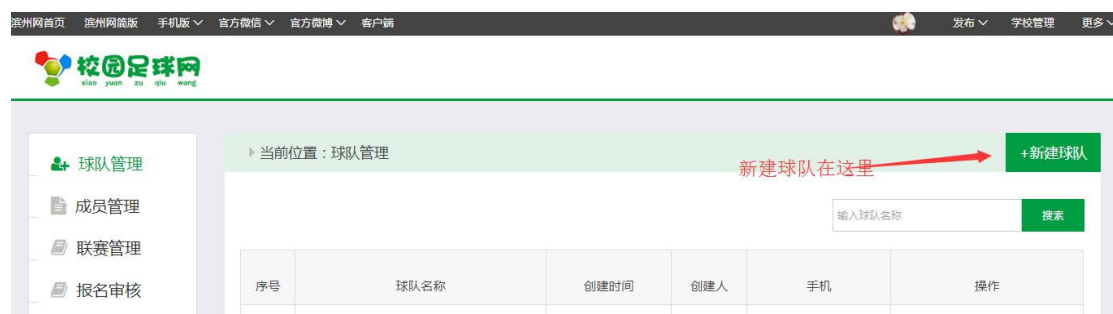 滨州网首页 滨州网简版 手机版 官方微信 官方微博 客户端 发布 学校管理 更多
校园足球网
xiao yuan zu qiu wang
球队管理
当前位置：球队管理
+新建球队
新建球队在这里
成员管理
输入球队名称
搜索
联赛管理
报名审核
序号 球队名称 创建时间 创建人 手机 操作